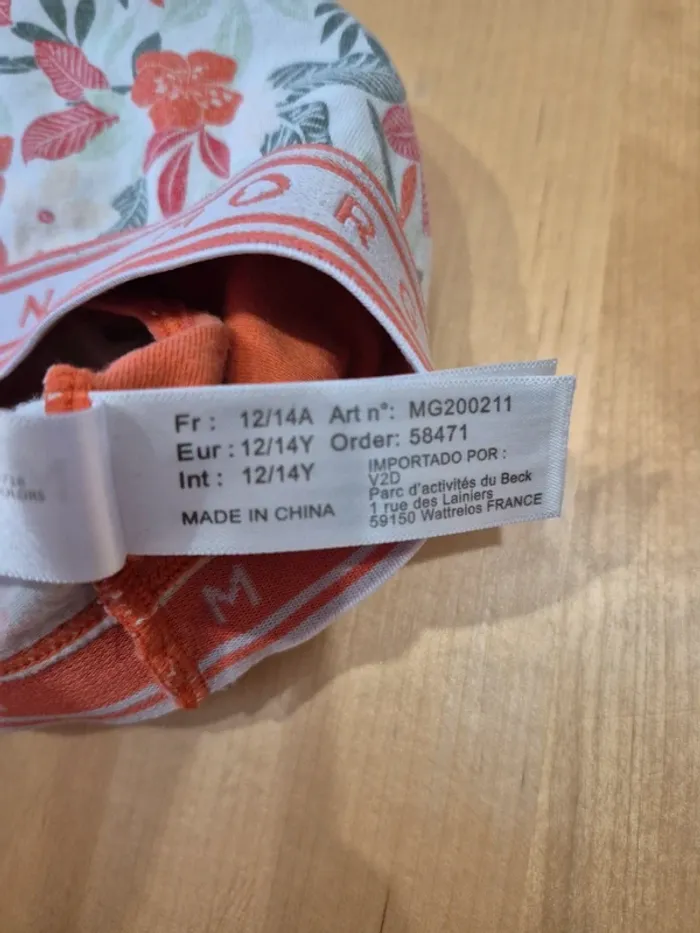 M O R
N
Fr : 12/14A Art n°: MG200211
Eur : 12/14Y Order: 58471
Int : 12/14Y
IMPORTADO POR :
V2D
Parc d'activités du Beck
1 rue des Lainiers
59150 Wattrelos FRANCE
MADE IN CHINA
M